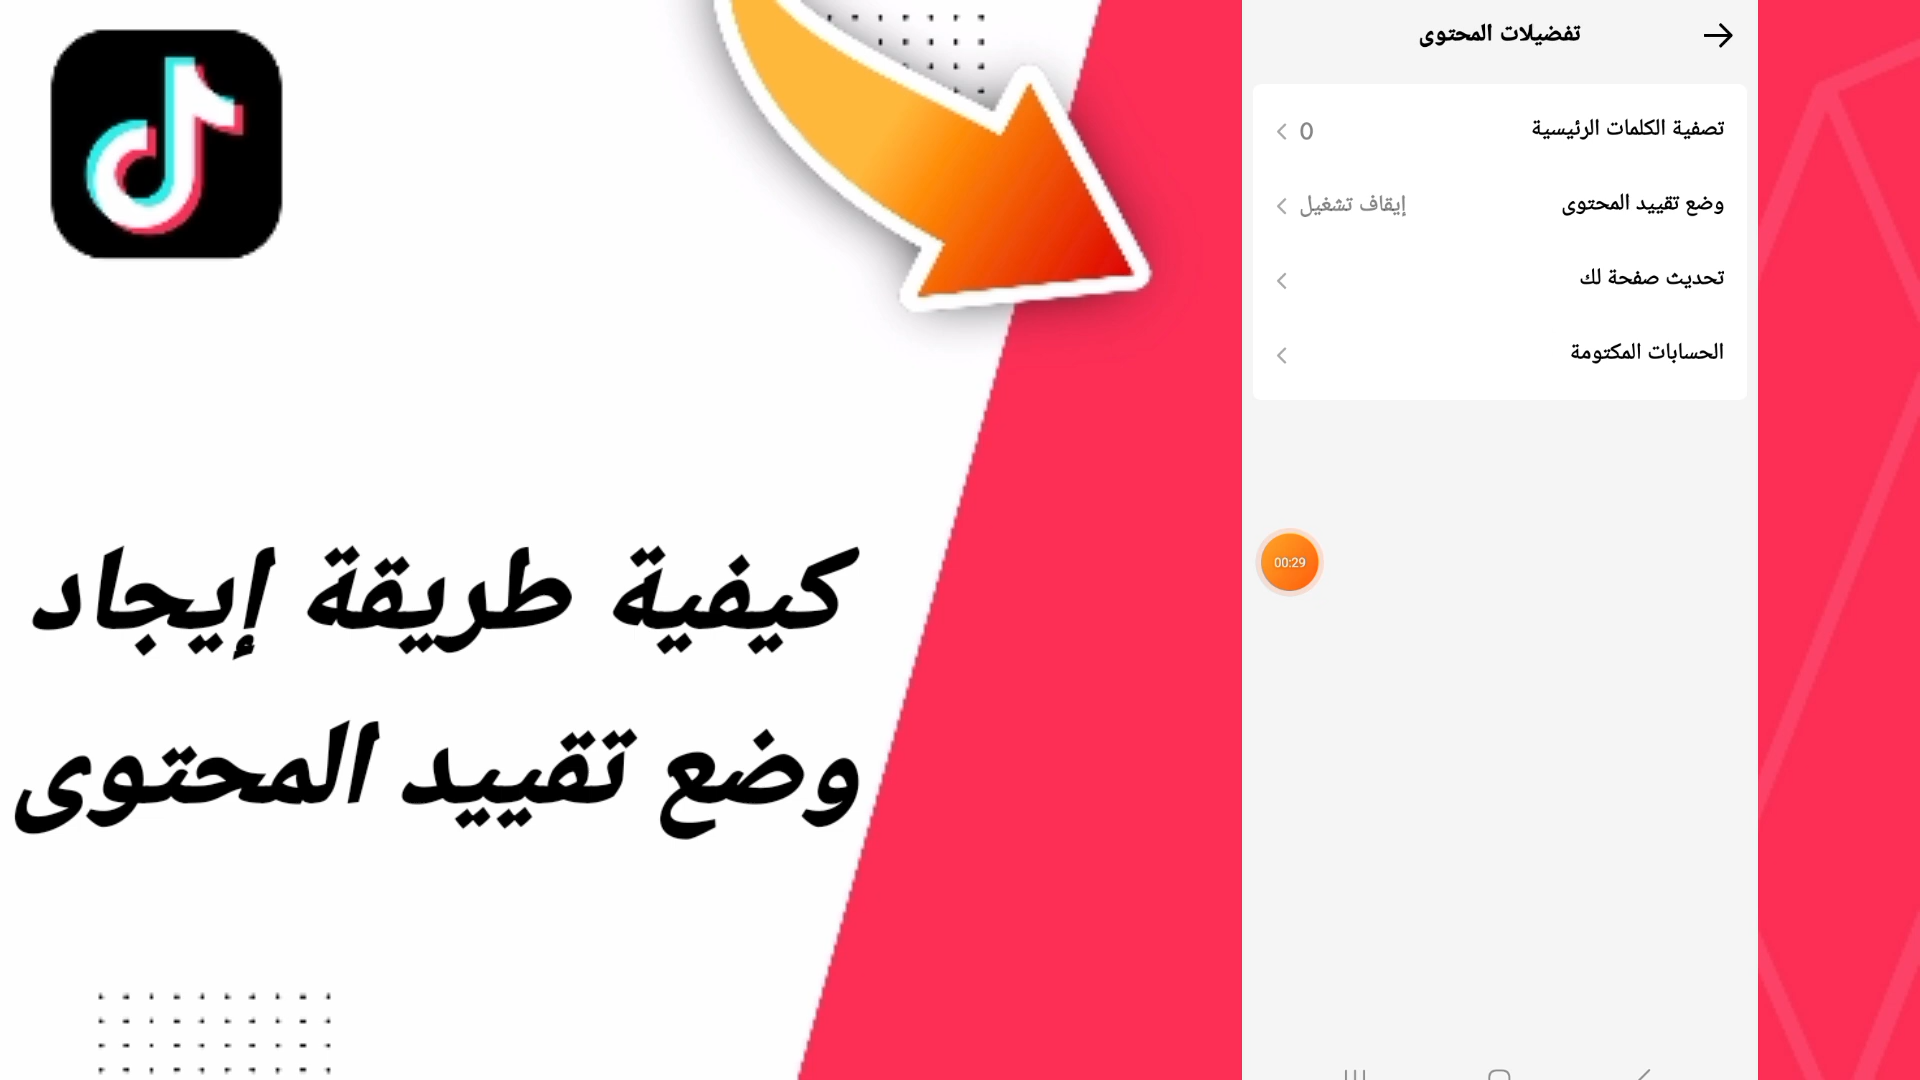 كيفية طريقة إيجاد
وضع تقييد المحتوى
تفضيلات المحتوى
تصفية الكلمات الرئيسية 0
وضع تقييد المحتوى إيقاف تشغيل
تحديث صفحة لك
الحسابات المكتومة
00:29